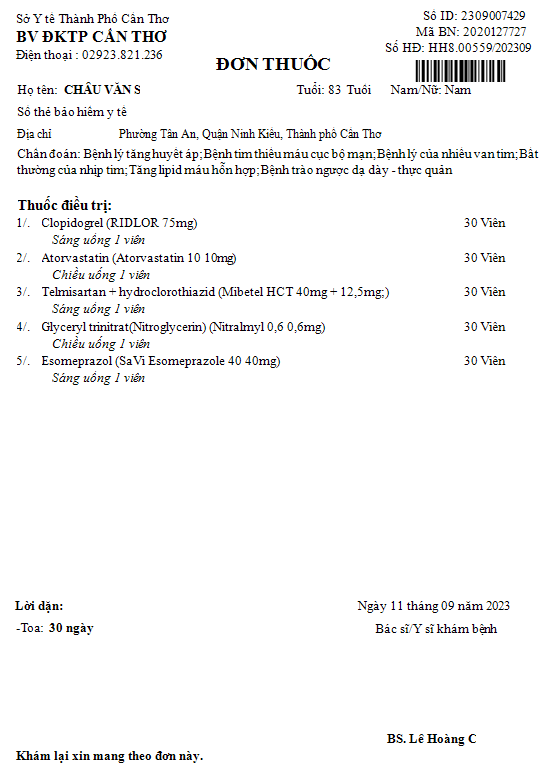 Sở Y tế Thành Phố Cần Thơ
BV ĐKTP CẦN THƠ
Điện thoại : 02923.821.236
Số ID: 2309007429
Mã BN: 2020127727
Số HĐ: HH8.00559/202309
ĐƠN THUỐC
Họ tên: CHÂU VĂN S Tuổi: 83 Tuổi Nam/Nữ: Nam
Số thẻ bảo hiểm y tế
Địa chỉ Phường Tân An, Quận Ninh Kiều, Thành phố Cần Thơ
Chẩn đoán: Bệnh lý tăng huyết áp;Bệnh tim thiếu máu cục bộ mạn;Bệnh lý của nhiều van tim;Bất
thường của nhịp tim;Tăng lipid máu hỗn hợp;Bệnh trào ngược dạ dày - thực quản
Thuốc điều trị:
1/. Clopidogrel (RIDLOR 75mg) 30 Viên
Sáng uống 1 viên
2/. Atorvastatin (Atorvastatin 10 10mg) 30 Viên
Chiều uống 1 viên
3/. Telmisartan + hydroclorothiazid (Mibetel HCT 40mg + 12,5mg;) 30 Viên
Sáng uống 1 viên
4/. Glyceryl trinitrat(Nitroglycerin) (Nitralmyl 0,6 0,6mg) 30 Viên
Chiều uống 1 viên
5/. Esomeprazol (SaVi Esomeprazole 40 40mg) 30 Viên
Sáng uống 1 viên
Lời dặn:
-Toa: 30 ngày
Ngày 11 tháng 09 năm 2023
Bác sĩ/Y sĩ khám bệnh
BS. Lê Hoàng C
Khám lại xin mang theo đơn này.